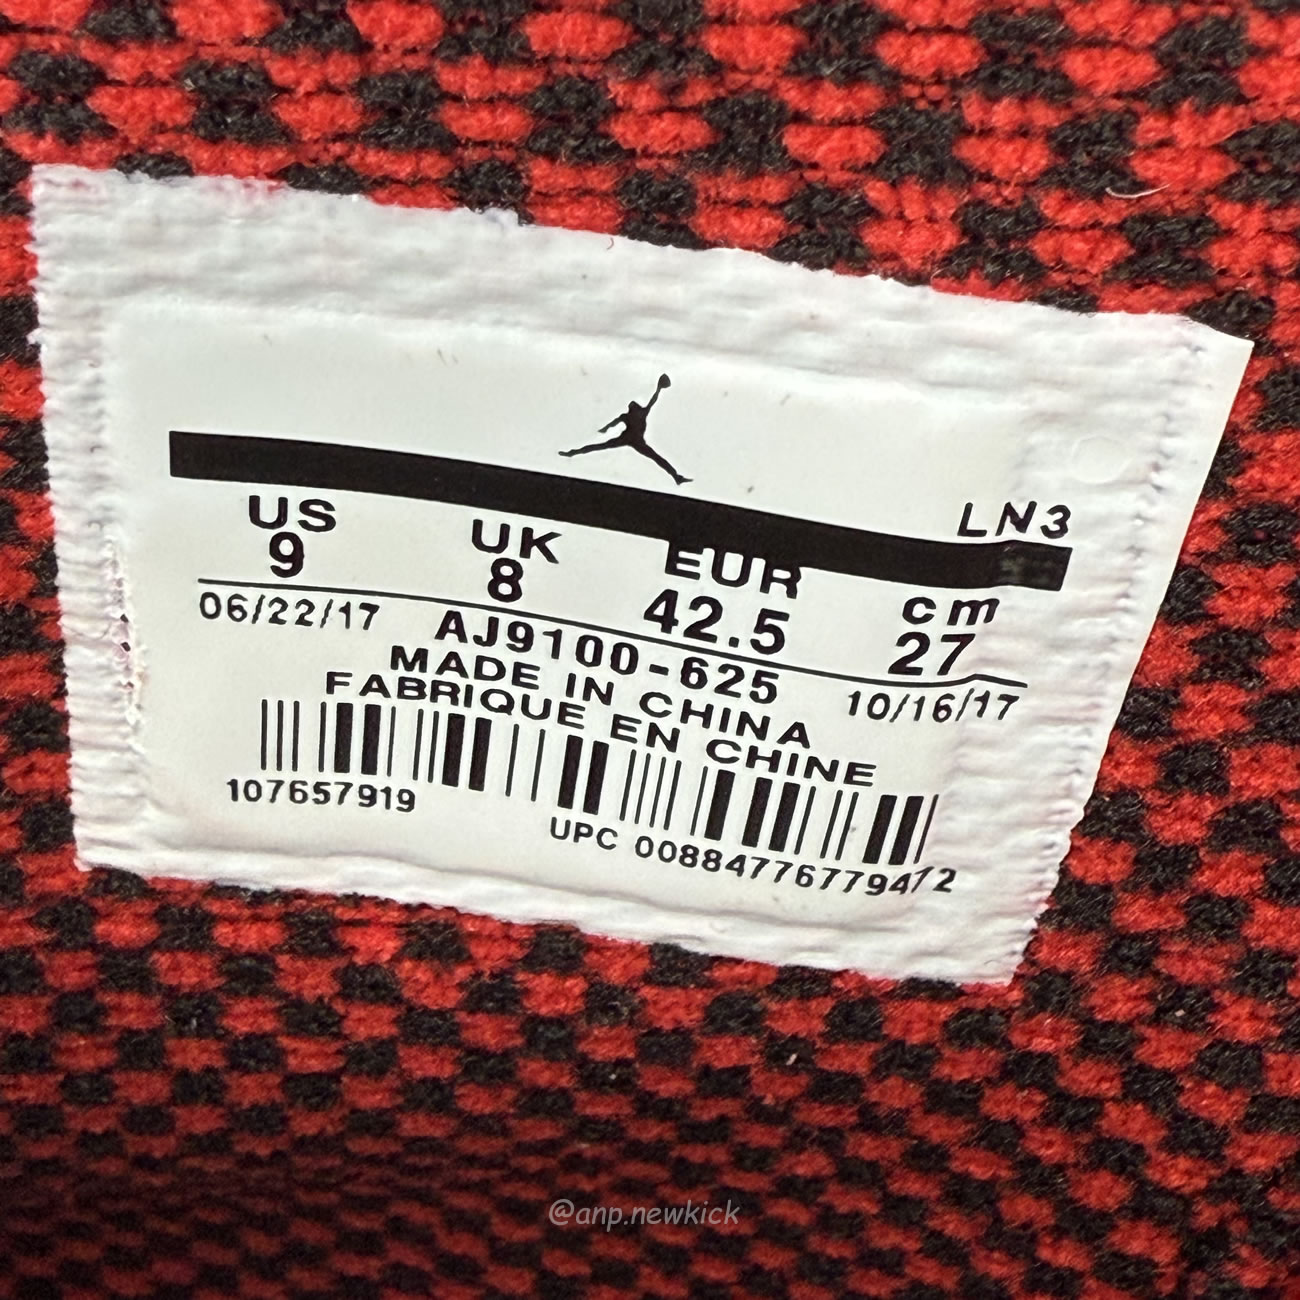 LN3
US UK EUR cm
9 8 42.5 27
06/22/17 AJ9100-625 10/16/17
MADE IN CHINA
FABRIQUE EN CHINE
107657919
UPC 00884776779472
@anp.newkick